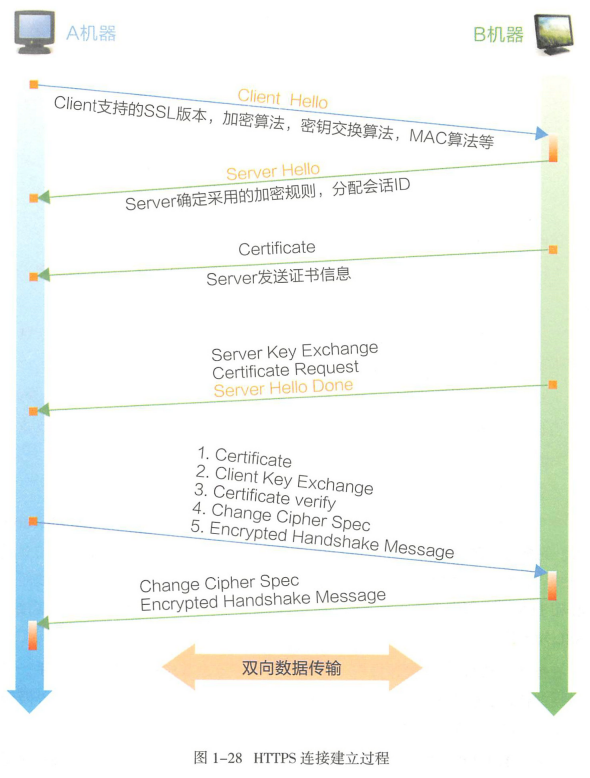 A机器
B机器
Client Hello
Client支持的SSL版本，加密算法，密钥交换算法，MAC算法等
Server Hello
Server确定采用的加密规则，分配会话ID
Certificate
Server发送证书信息
Server Key Exchange
Certificate Request
Server Hello Done
1. Certificate
2. Client Key Exchange
3. Certificate verify
4. Change Cipher Spec
5. Encrypted Handshake Message
Change Cipher Spec
Encrypted Handshake Message
双向数据传输
图 1-28 HTTPS 连接建立过程